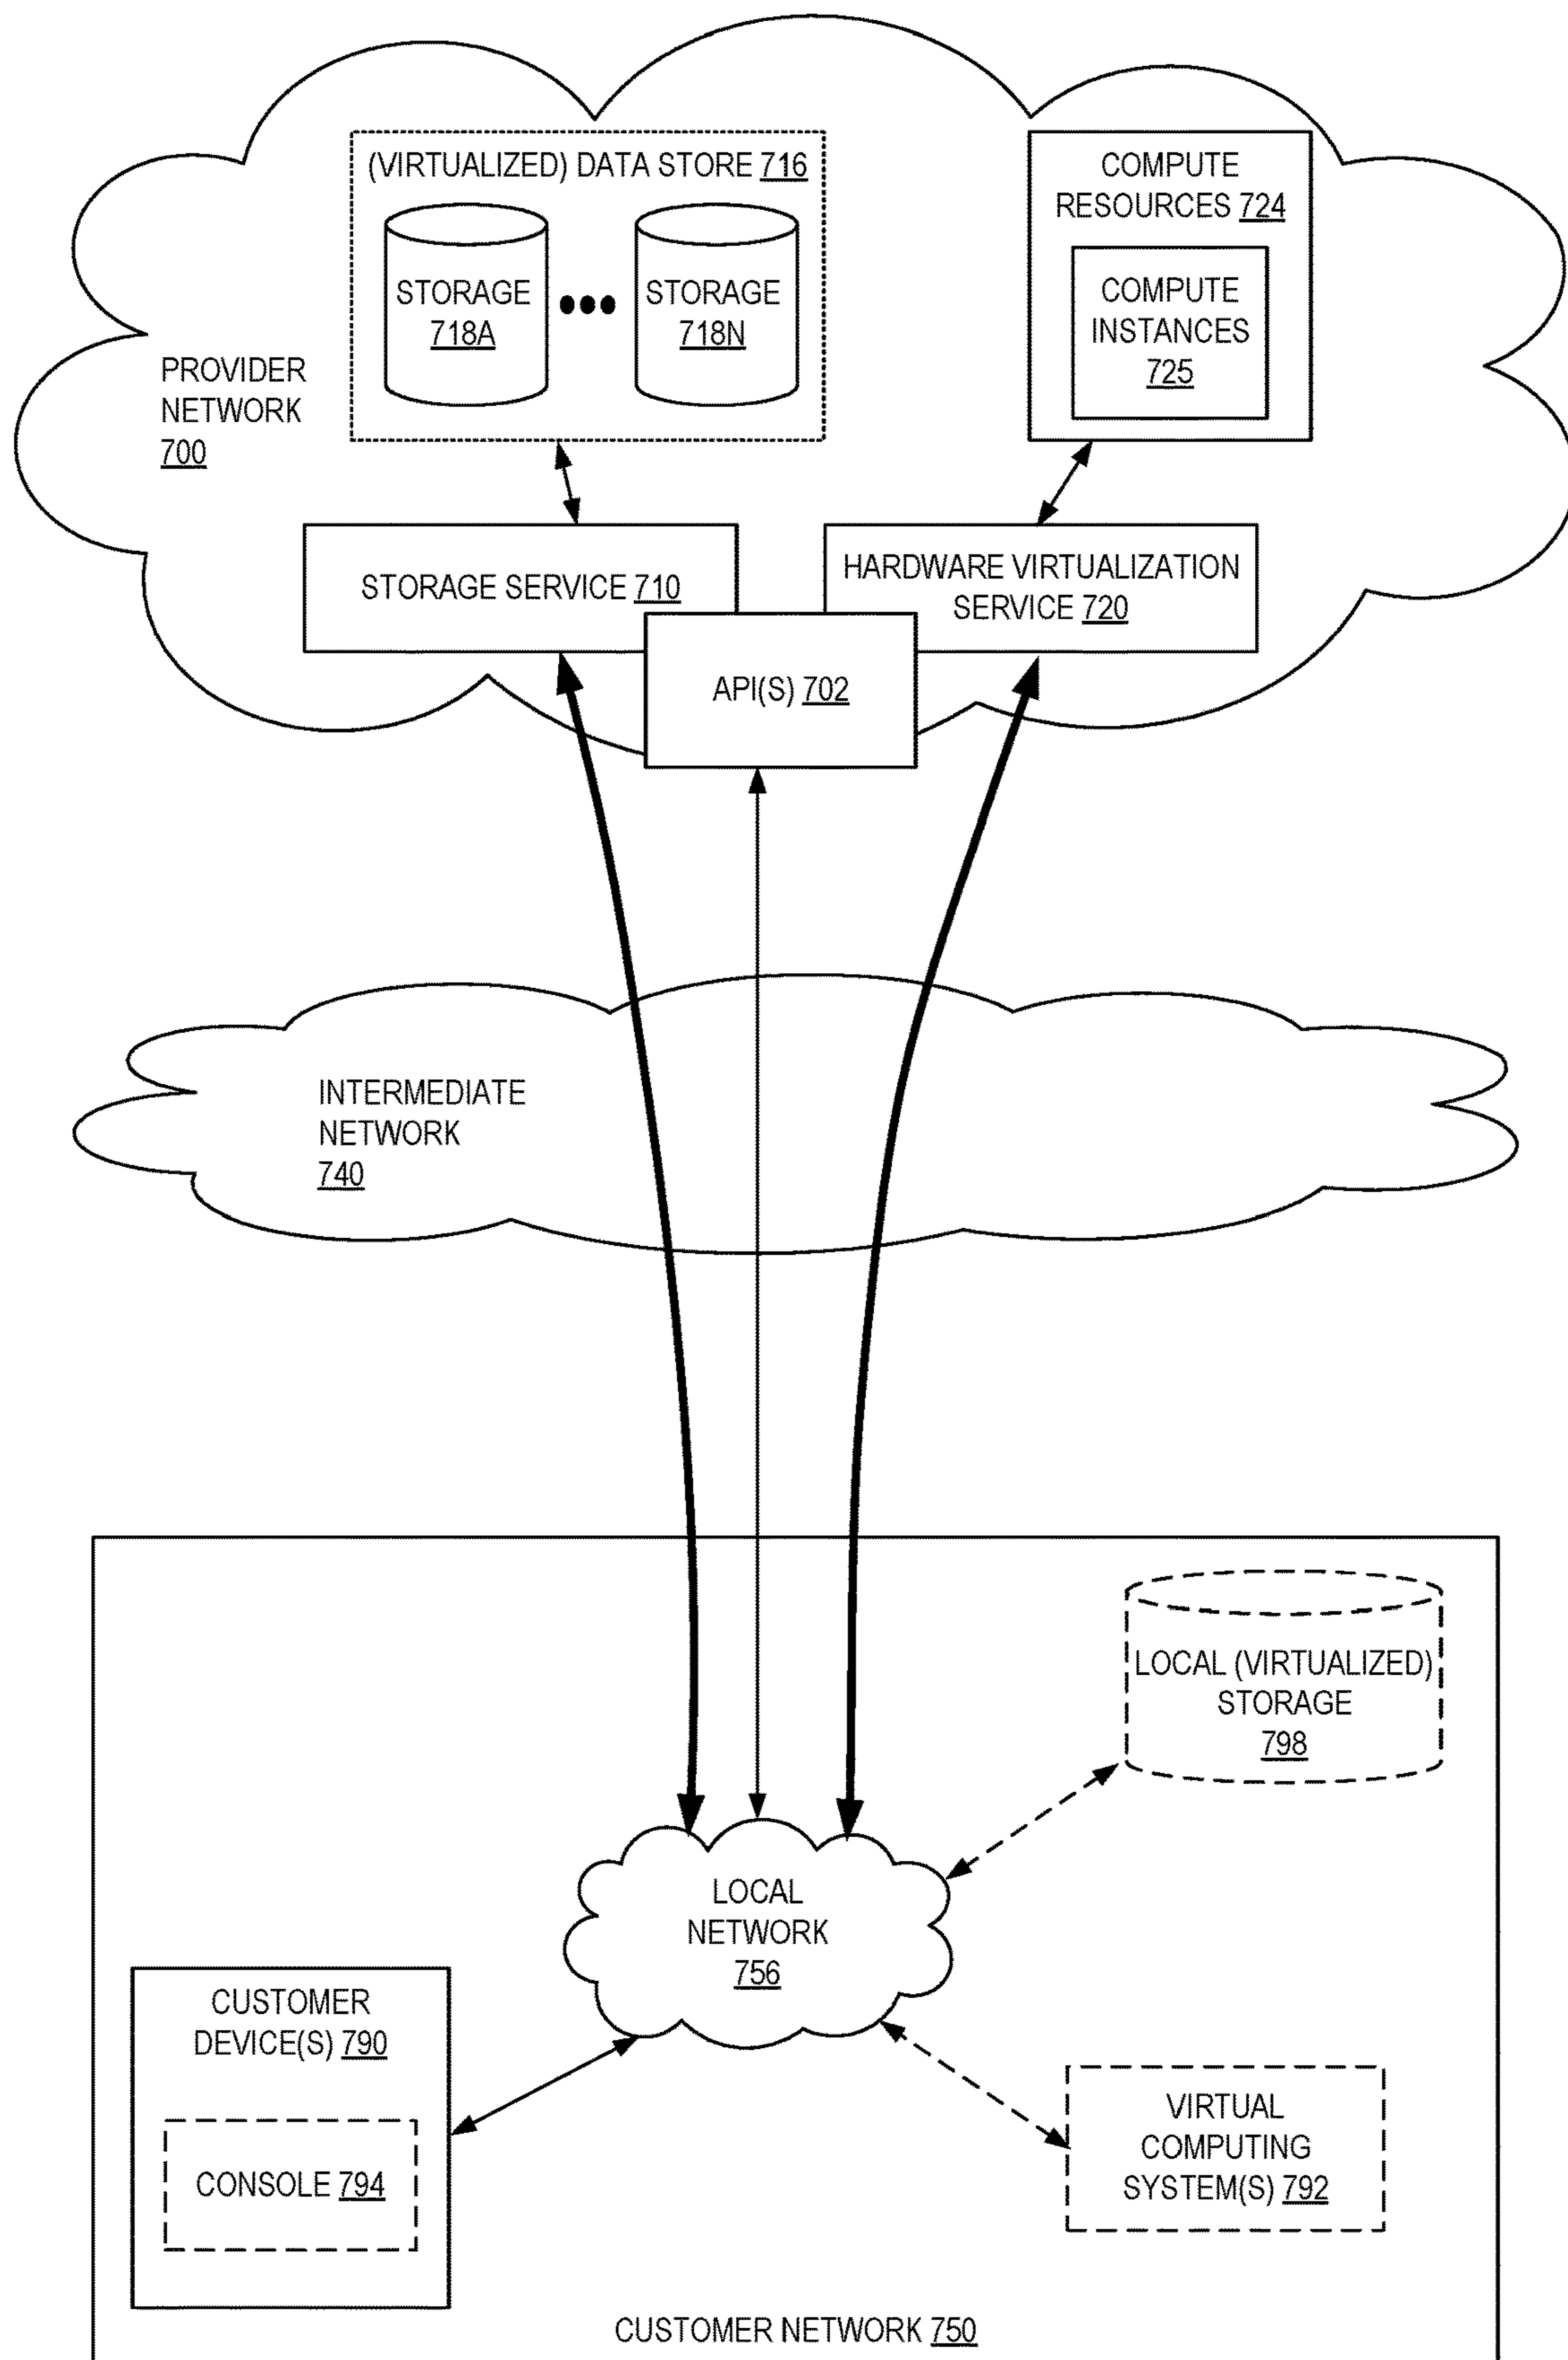 (VIRTUALIZED) DATA STORE 716
STORAGE
718A
STORAGE
718N
COMPUTE
RESOURCES 724
COMPUTE
INSTANCES
725
PROVIDER
NETWORK
700
STORAGE SERVICE 710
HARDWARE VIRTUALIZATION
SERVICE 720
API(S) 702
INTERMEDIATE
NETWORK
740
LOCAL (VIRTUALIZED)
STORAGE
798
LOCAL
NETWORK
756
CUSTOMER
DEVICE(S) 790
CONSOLE 794
VIRTUAL
COMPUTING
SYSTEM(S) 792
CUSTOMER NETWORK 750